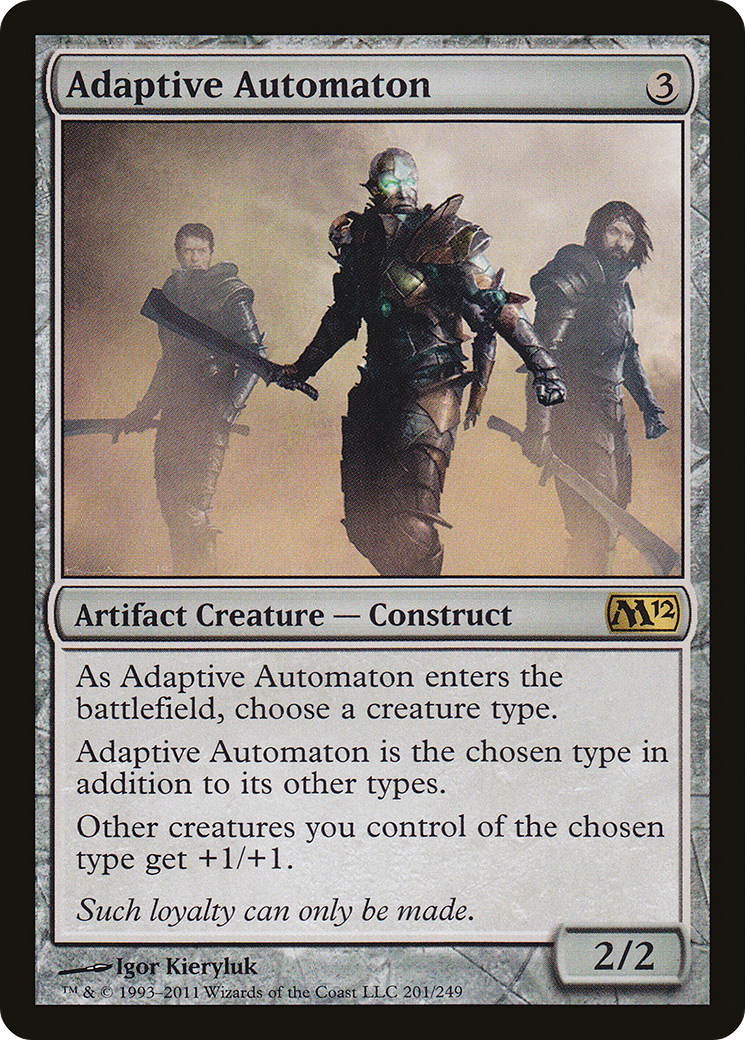 Adaptive Automaton 3
Artifact Creature — Construct M12
As Adaptive Automaton enters the
battlefield, choose a creature type.
Adaptive Automaton is the chosen type in
addition to its other types.
Other creatures you control of the chosen
type get +1/+1.
Such loyalty can only be made.
2/2
Igor Kieryluk
™ & © 1993–2011 Wizards of the Coast LLC 201/249